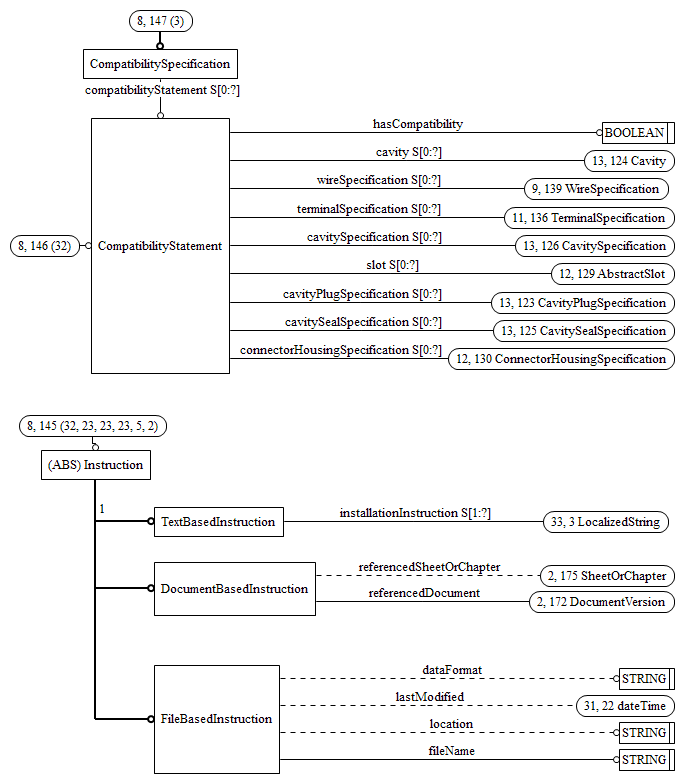 8, 147 (3)
CompatibilitySpecification
compatibilityStatement S[0:?]
hasCompatibility
BOOLEAN
cavity S[0:?]
13, 124 Cavity
wireSpecification S[0:?]
9, 139 WireSpecification
terminalSpecification S[0:?]
11, 136 TerminalSpecification
8, 146 (32)
CompatibilityStatement
cavitySpecification S[0:?]
13, 126 CavitySpecification
slot S[0:?]
12, 129 AbstractSlot
cavityPlugSpecification S[0:?]
13, 123 CavityPlugSpecification
cavitySealSpecification S[0:?]
13, 125 CavitySealSpecification
connectorHousingSpecification S[0:?]
12, 130 ConnectorHousingSpecification
8, 145 (32, 23, 23, 23, 5, 2)
(ABS) Instruction
1
TextBasedInstruction
installationInstruction S[1:?]
33, 3 LocalizedString
DocumentBasedInstruction
referencedSheetOrChapter
2, 175 SheetOrChapter
referencedDocument
2, 172 DocumentVersion
FileBasedInstruction
dataFormat
STRING
lastModified
31, 22 dateTime
location
STRING
fileName
STRING